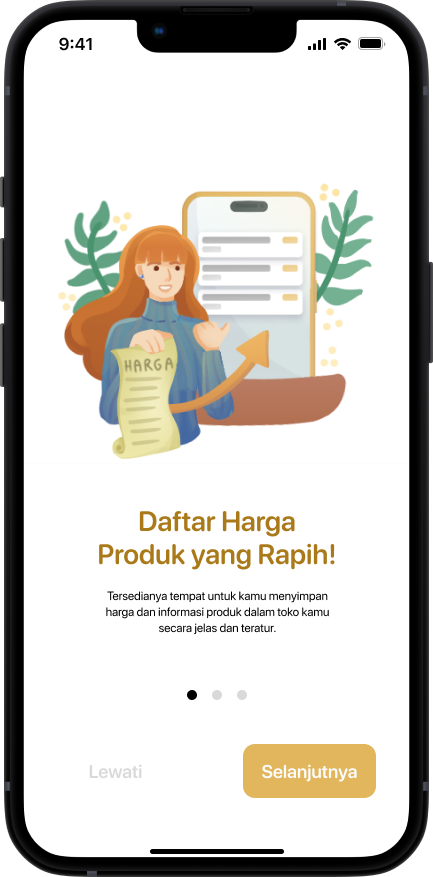 9:41
HARGA
Daftar Harga
Produk yang Rapih!
Tersedianya tempat untuk kamu menyimpan
harga dan informasi produk dalam toko kamu
secara jelas dan teratur.
Lewati
Selanjutnya